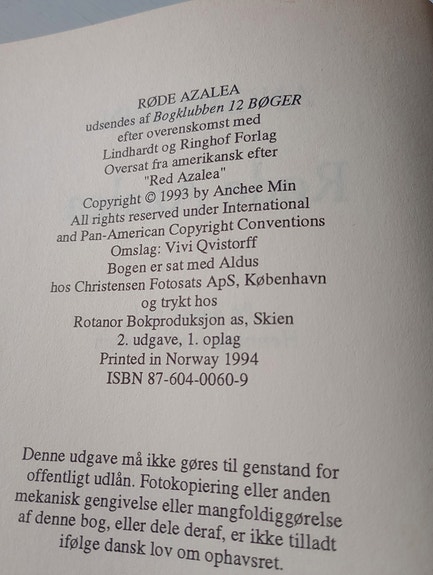 RØDE AZALEA
udsendes af Bogklubben 12 BØGER
efter overenskomst med
Lindhardt og Ringhof Forlag
Oversat fra amerikansk efter
"Red Azalea"
Copyright © 1993 by Anchee Min
All rights reserved under International
and Pan-American Copyright Conventions
Omslag: Vivi Qvistorff
Bogen er sat med Aldus
hos Christensen Fotosats ApS, København
og trykt hos
Rotanor Bokproduksjon as, Skien
2. udgave, 1. oplag
Printed in Norway 1994
ISBN 87-604-0060-9
Denne udgave må ikke gøres til genstand for
offentligt udlån. Fotokopiering eller anden
mekanisk gengivelse eller mangfoldiggørelse
af denne bog, eller dele deraf, er ikke tilladt
ifølge dansk lov om ophavsret.